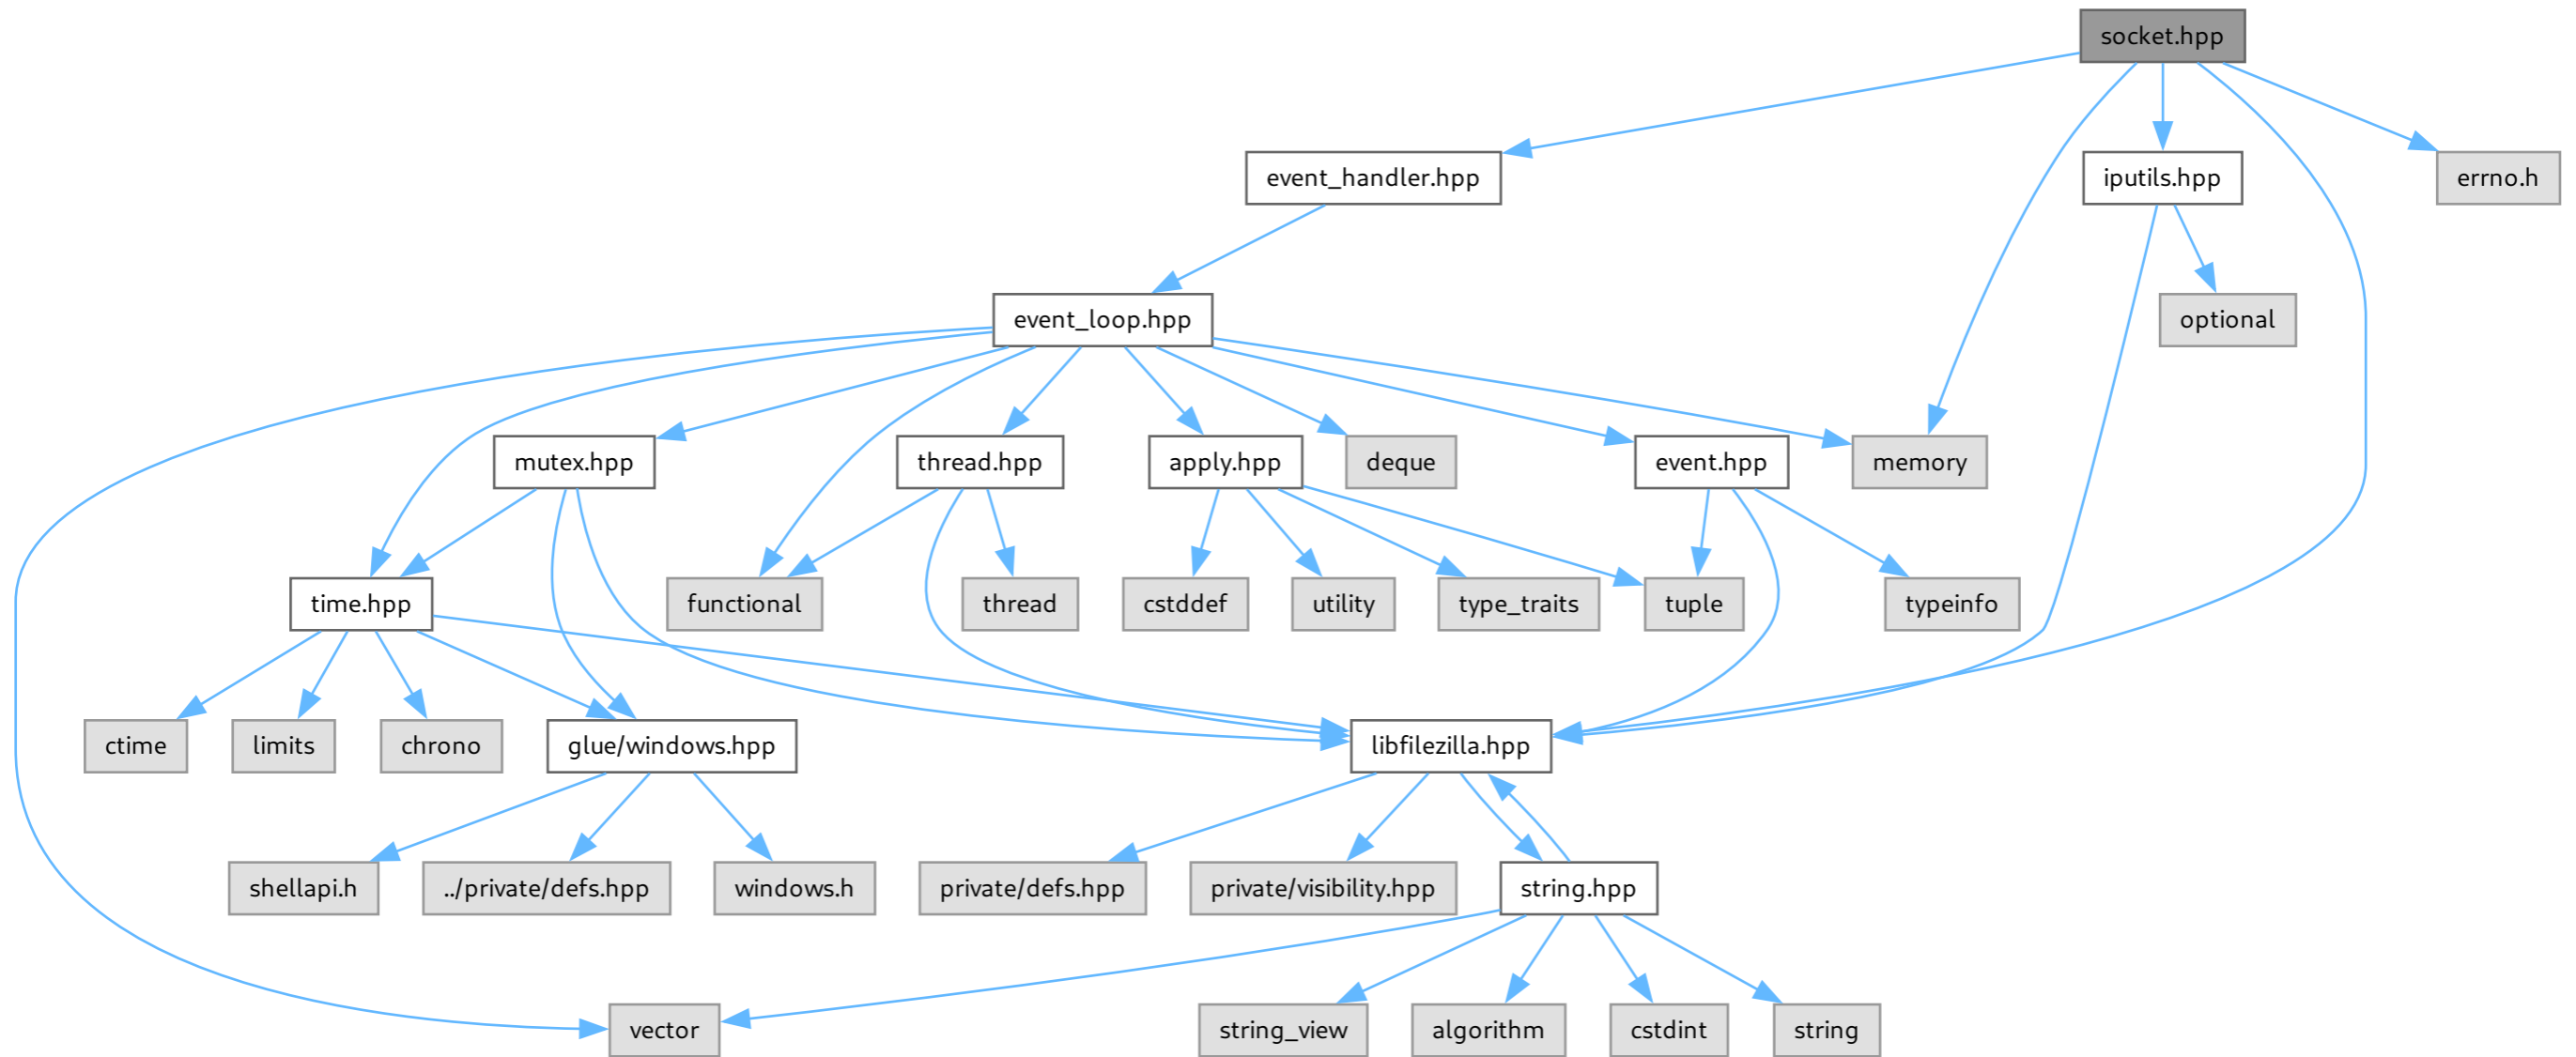 socket.hpp
event_handler.hpp
iputils.hpp
errno.h
event_loop.hpp
optional
mutex.hpp
thread.hpp
apply.hpp
deque
event.hpp
memory
time.hpp
functional
thread
cstddef
utility
type_traits
tuple
typeinfo
ctime
limits
chrono
glue/windows.hpp
libfilezilla.hpp
shellapi.h
../private/defs.hpp
windows.h
private/defs.hpp
private/visibility.hpp
string.hpp
vector
string_view
algorithm
cstdint
string